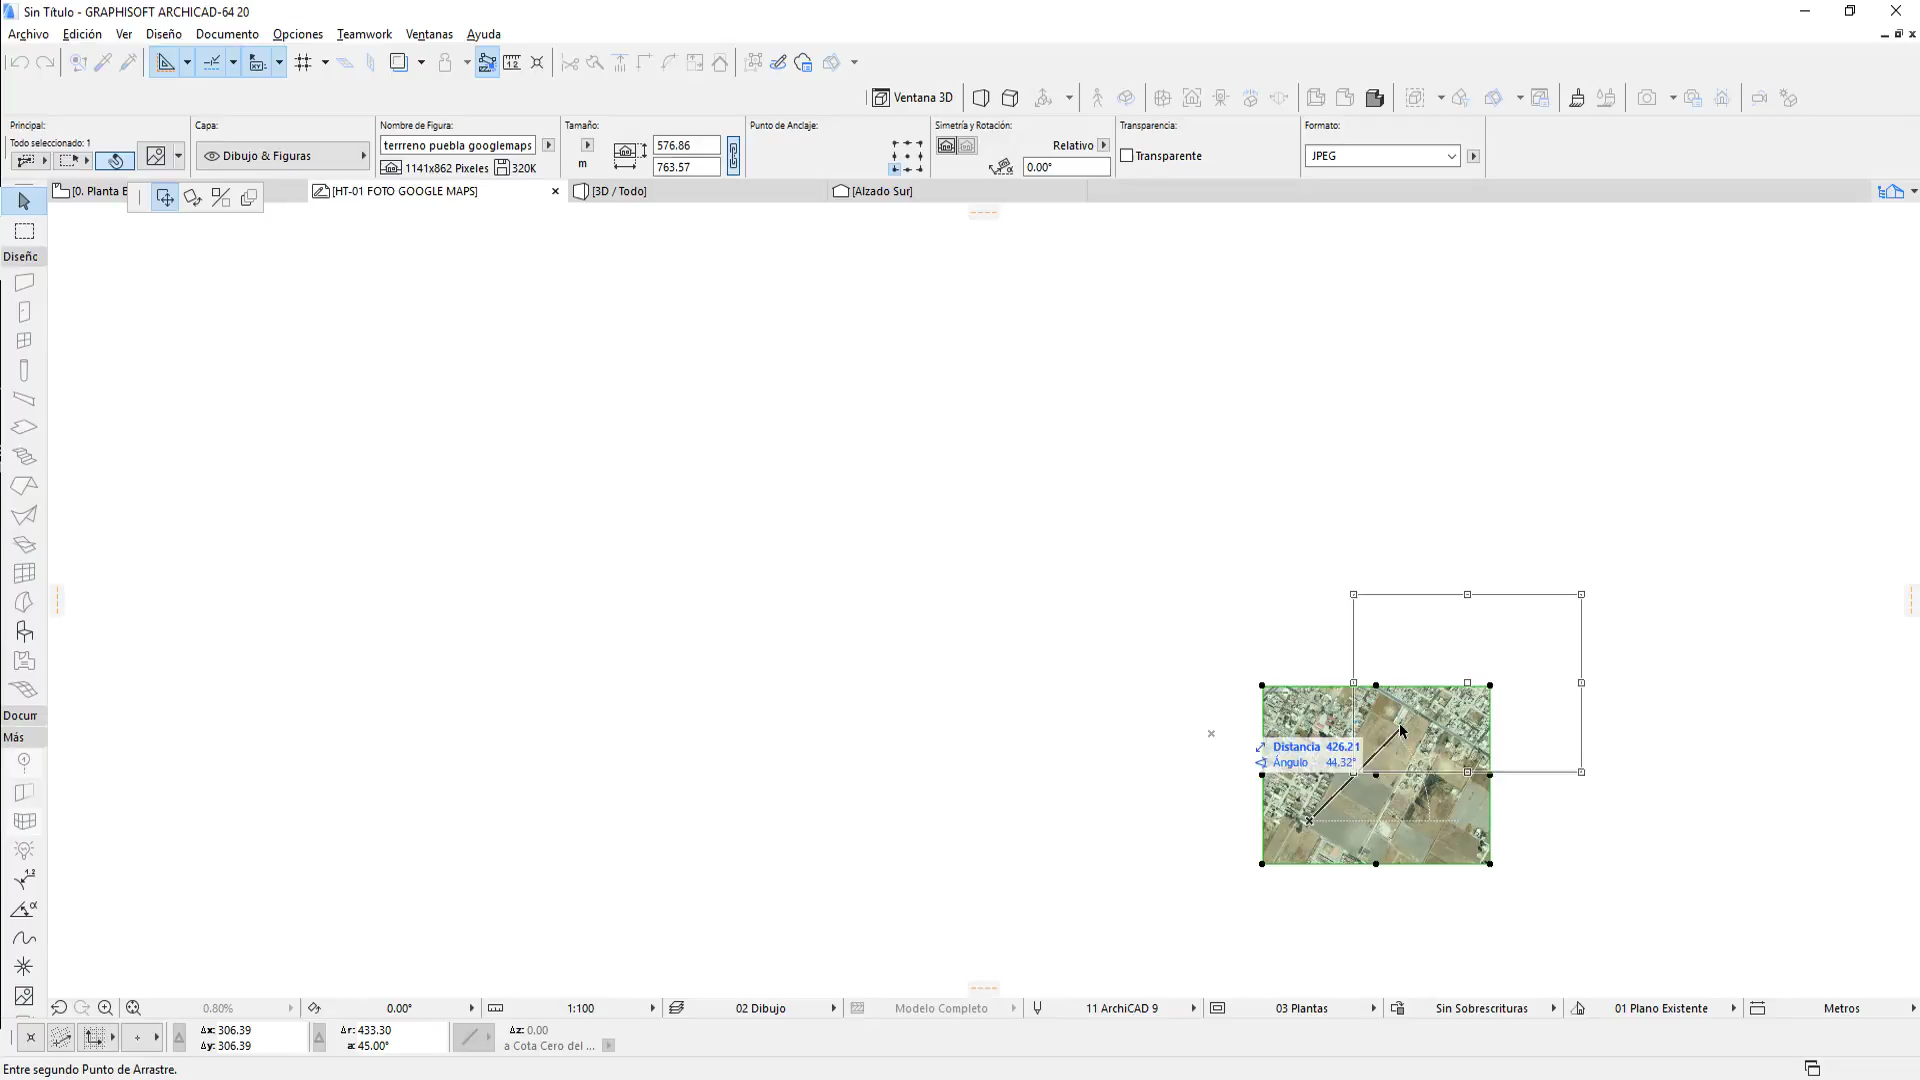 Sin Título - GRAPHISOFT ARCHICAD-64 20
Archivo Edición Ver Diseño Documento Opciones Teamwork Ventanas Ayuda
Ventana 3D
Principal: Capa: Nombre de Figura: Tamaño: Punto de Anclaje: Simetría y Rotación: Transparencia: Formato:
Todo seleccionado: 1
Dibujo & Figuras
terrreno puebla googlemaps
1141x862 Pixeles 320K
m
576.86
763.57
Relativo
0.00°
Transparente
JPEG
[0. Planta E
[HT-01 FOTO GOOGLE MAPS]
[3D / Todo]
[Alzado Sur]
Diseñc
Docum
Más
1.2
α
Distancia 426.21
Ángulo 44.32°
0.80% 0.00° 1:100 02 Dibujo Modelo Completo 11 ArchiCAD 9 03 Plantas Sin Sobrescrituras 01 Plano Existente Metros
Δx: 306.39 Δr: 433.30 Δz: 0.00
Δy: 306.39 a: 45.00° a Cota Cero del ...
Entre segundo Punto de Arrastre.